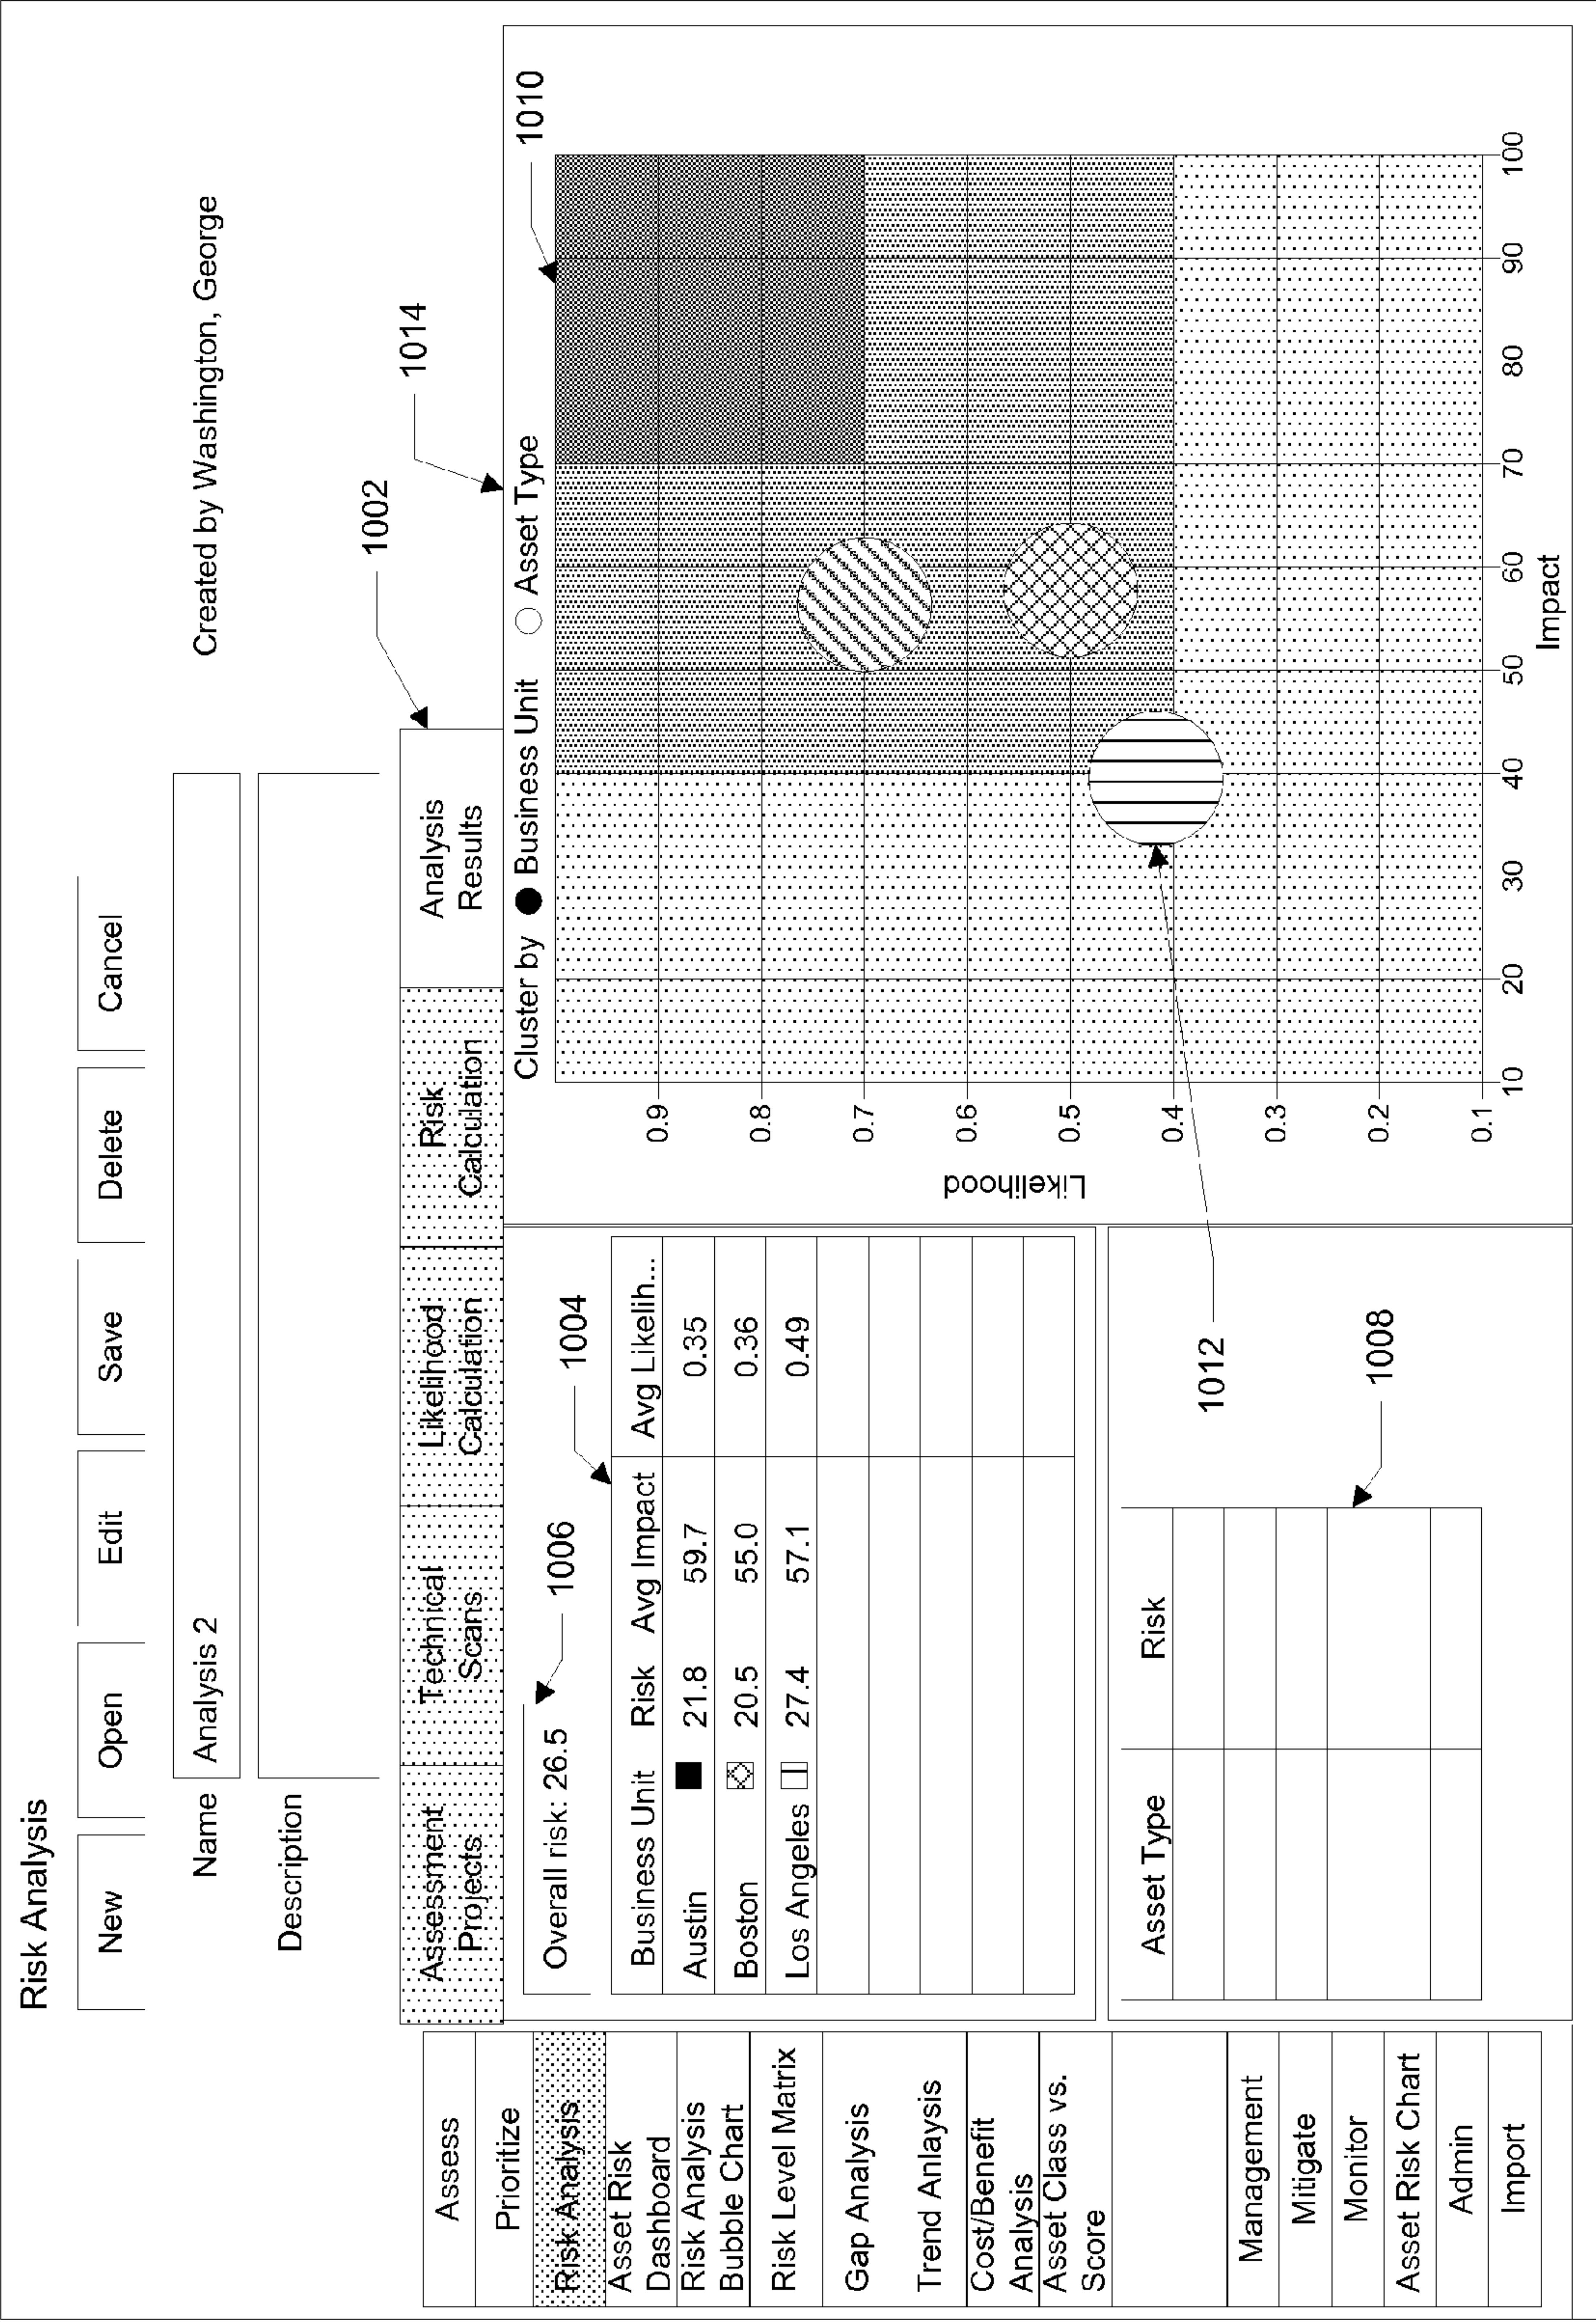 Risk Analysis
New
Open
Edit
Save
Delete
Cancel
Name
Analysis 2
Created by Washington, George
Description
1002
1014
Assess
Prioritize
Risk Analysis
Asset Risk
Dashboard
Risk Analysis
Bubble Chart
Risk Level Matrix
Gap Analysis
Trend Anlaysis
Cost/Benefit
Analysis
Asset Class vs.
Score
Management
Mitigate
Monitor
Asset Risk Chart
Admin
Import
Assessment
Projects
Technical
Scans
Likelihood
Calculation
Risk
Calculation
Analysis
Results
Overall risk: 26.5
1006
1004
Business Unit Risk Avg Impact Avg Likelih...
Austin 21.8 59.7 0.35
Boston 20.5 55.0 0.36
Los Angeles 27.4 57.1 0.49
1012
1008
Asset Type Risk
Cluster by Business Unit Asset Type
1010
Likelihood
0.9
0.8
0.7
0.6
0.5
0.4
0.3
0.2
0.1
10 20 30 40 50 60 70 80 90 100
Impact